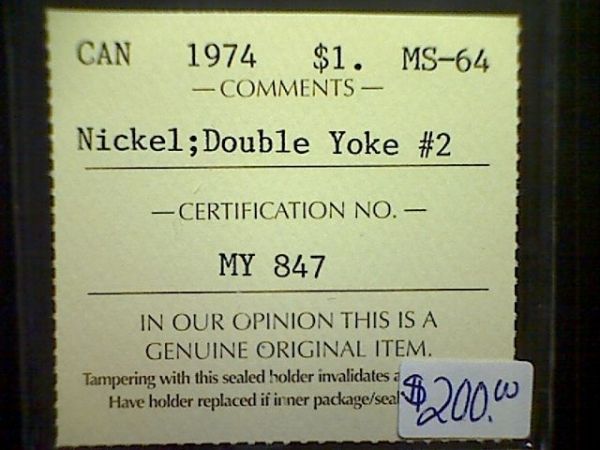 CAN 1974 $1. MS-64
— COMMENTS —
Nickel;Double Yoke #2
— CERTIFICATION NO. —
MY 847
IN OUR OPINION THIS IS A
GENUINE ORIGINAL ITEM.
Tampering with this sealed holder invalidates
Have holder replaced if inner package/seal
$200.00